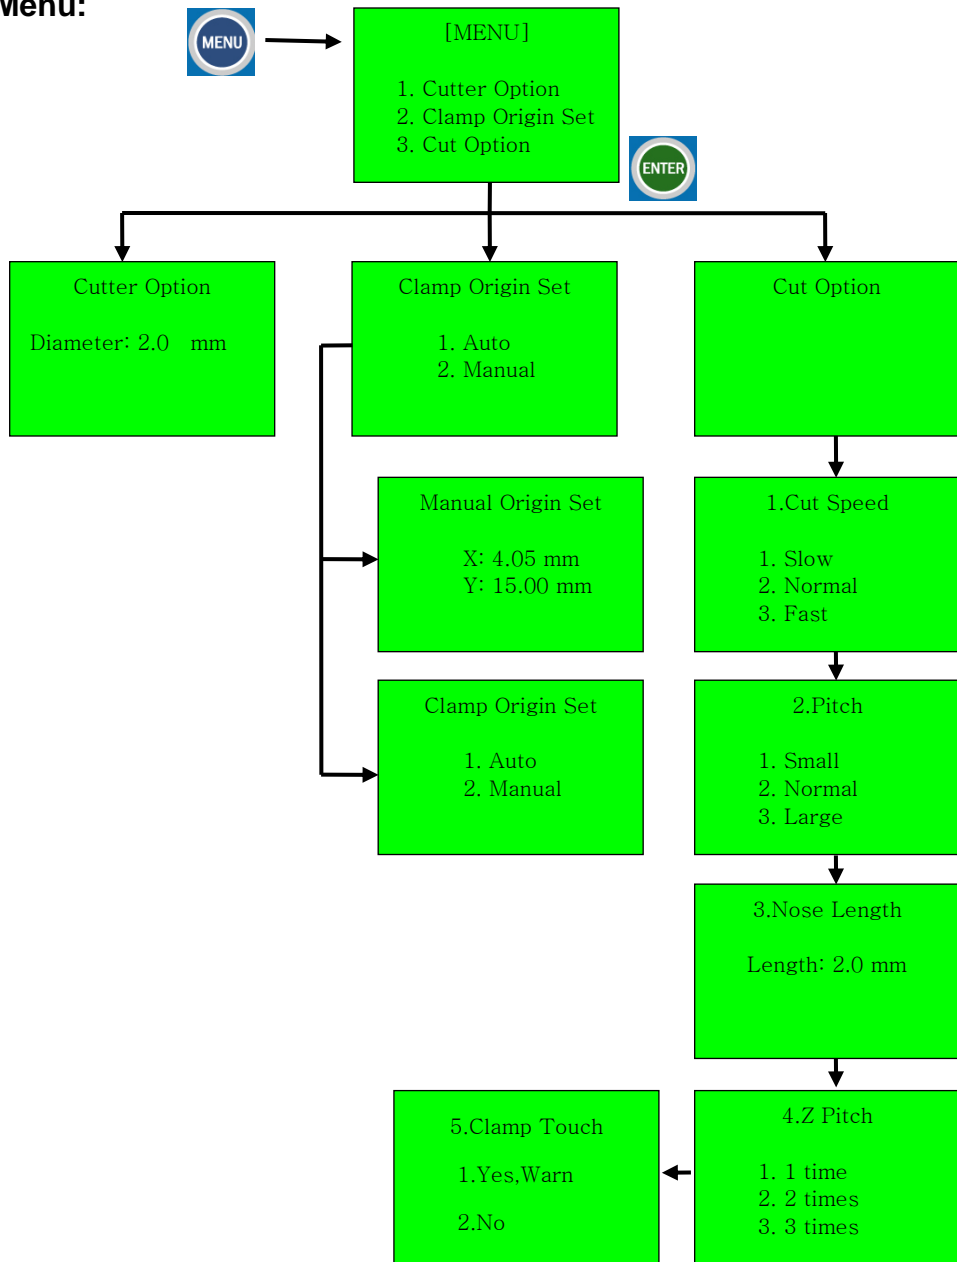 Menu:
MENU
[MENU]
1. Cutter Option
2. Clamp Origin Set
3. Cut Option
ENTER
Cutter Option
Diameter: 2.0 mm
Clamp Origin Set
1. Auto
2. Manual
Cut Option
Manual Origin Set
X: 4.05 mm
Y: 15.00 mm
1.Cut Speed
1. Slow
2. Normal
3. Fast
Clamp Origin Set
1. Auto
2. Manual
2.Pitch
1. Small
2. Normal
3. Large
3.Nose Length
Length: 2.0 mm
4.Z Pitch
1. 1 time
2. 2 times
3. 3 times
5.Clamp Touch
1.Yes,Warn
2.No